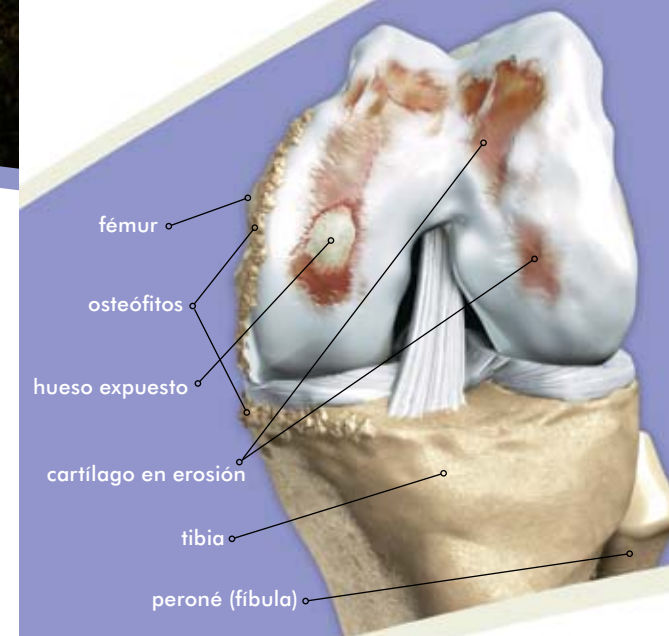 fémur
osteófitos
hueso expuesto
cartílago en erosión
tibia
peroné (fíbula)